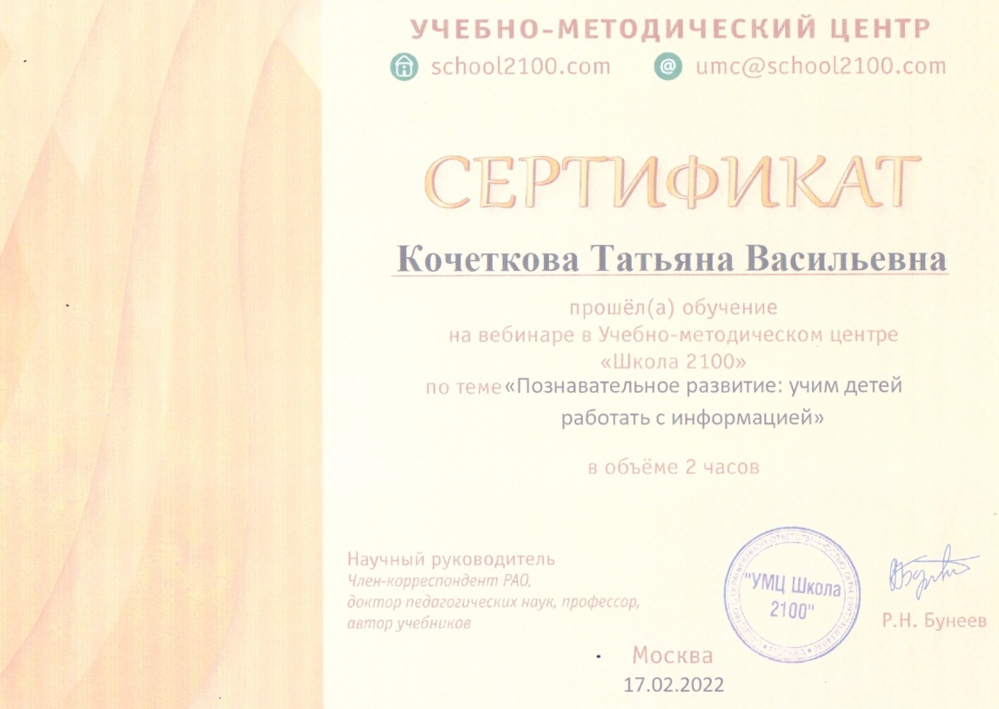 УЧЕБНО-МЕТОДИЧЕСКИЙ ЦЕНТР
school2100.com umc@school2100.com
СЕРТИФИКАТ
Кочеткова Татьяна Васильевна
прошёл(а) обучение
на вебинаре в Учебно-методическом центре
«Школа 2100»
по теме «Познавательное развитие: учим детей
работать с информацией»
в объёме 2 часов
Научный руководитель
Член-корреспондент РАО,
доктор педагогических наук, профессор,
автор учебников
"УМЦ Школа
2100"
МОСКВА
Р.Н. Бунеев
Москва
17.02.2022